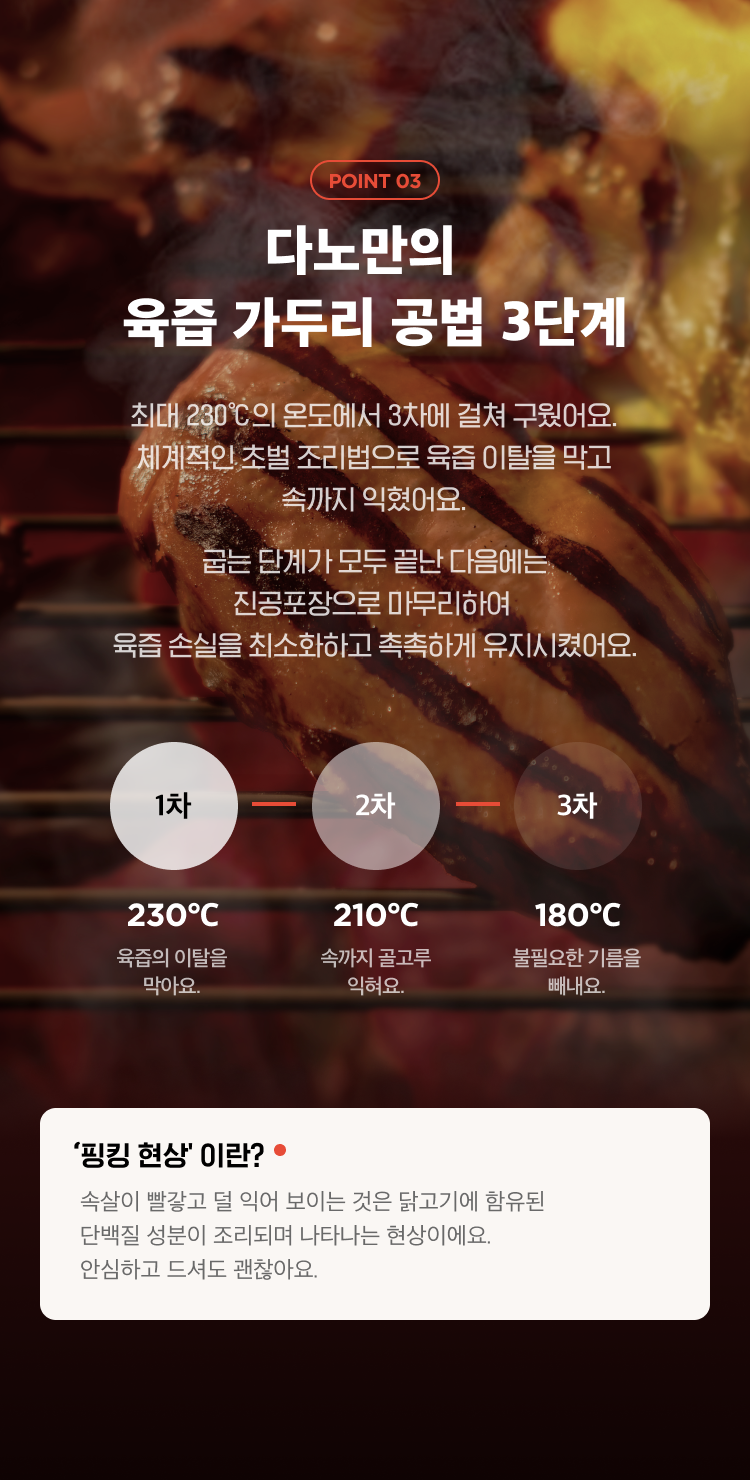 POINT 03
다노만의
육즙 가두리 공법 3단계
최대 230℃의 온도에서 3차에 걸쳐 구웠어요.
체계적인 초벌 조리법으로 육즙 이탈을 막고
속까지 익혔어요.
굽는 단계가 모두 끝난 다음에는
진공포장으로 마무리하여
육즙 손실을 최소화하고 촉촉하게 유지시켰어요.
1차
2차
3차
230℃
210℃
180℃
육즙의 이탈을
막아요.
속까지 골고루
익혀요.
불필요한 기름을
빼내요.
‘핑킹 현상' 이란?
속살이 빨갛고 덜 익어 보이는 것은 닭고기에 함유된
단백질 성분이 조리되며 나타나는 현상이에요.
안심하고 드셔도 괜찮아요.